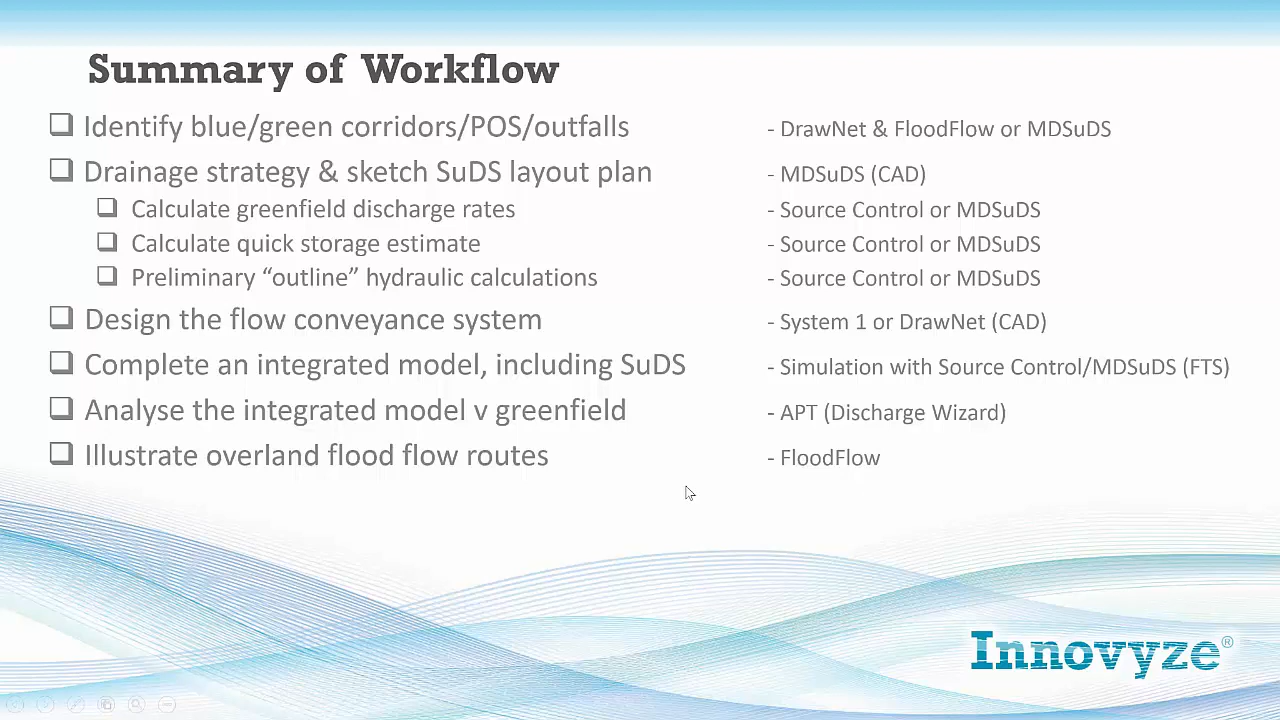 Summary of Workflow
Identify blue/green corridors/POS/outfalls - DrawNet & FloodFlow or MDSuDS
Drainage strategy & sketch SuDS layout plan - MDSuDS (CAD)
Calculate greenfield discharge rates - Source Control or MDSuDS
Calculate quick storage estimate - Source Control or MDSuDS
Preliminary “outline” hydraulic calculations - Source Control or MDSuDS
Design the flow conveyance system - System 1 or DrawNet (CAD)
Complete an integrated model, including SuDS - Simulation with Source Control/MDSuDS (FTS)
Analyse the integrated model v greenfield - APT (Discharge Wizard)
Illustrate overland flood flow routes - FloodFlow
Innovyze®